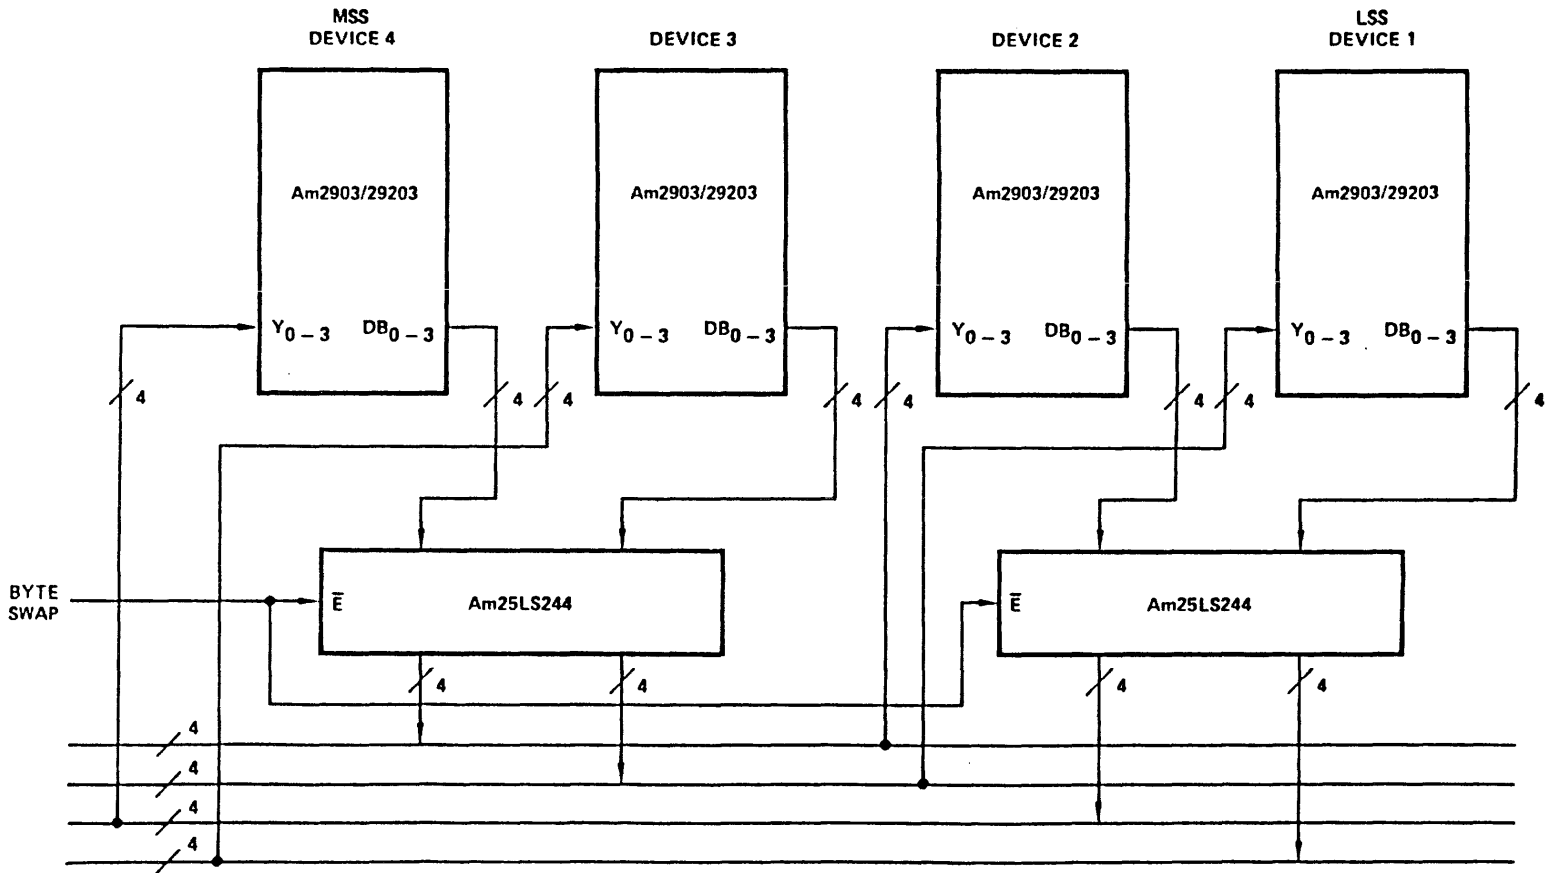 MSS
DEVICE 4
DEVICE 3
DEVICE 2
LSS
DEVICE 1
Am2903/29203
Am2903/29203
Am2903/29203
Am2903/29203
Y0 – 3 DB0 – 3
Y0 – 3 DB0 – 3
Y0 – 3 DB0 – 3
Y0 – 3 DB0 – 3
4
4
4
4
4
4
4
4
BYTE
SWAP
E̅
Am25LS244
E̅
Am25LS244
4
4
4
4
4
4
4
4